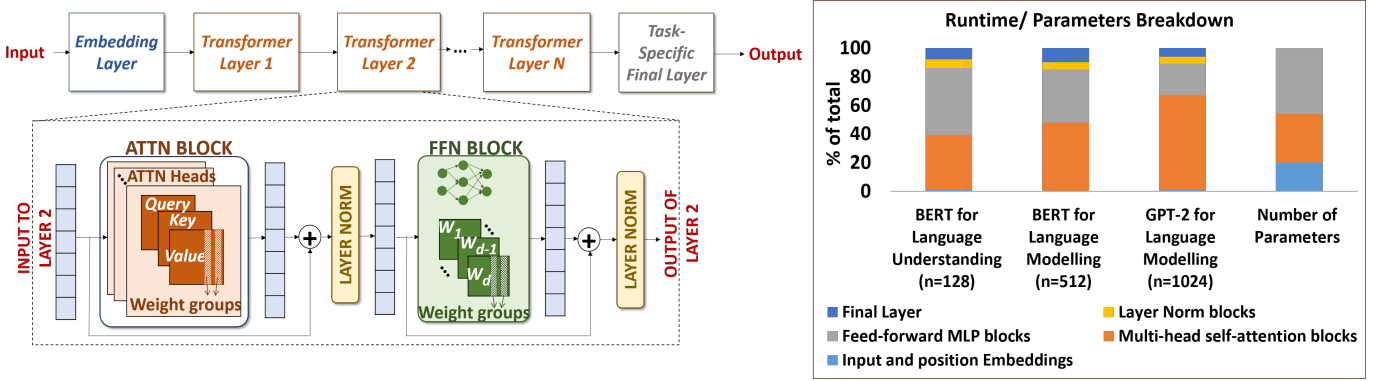 Input
Embedding
Layer
Transformer
Layer 1
Transformer
Layer 2
...
Transformer
Layer N
Task-
Specific
Final Layer
Output
INPUT TO
LAYER 2
ATTN BLOCK
ATTN Heads
...
Query
Key
Value
Weight groups
+
LAYER NORM
FFN BLOCK
W1
...
Wd-1
Wd
...
Weight groups
+
LAYER NORM
OUTPUT OF
LAYER 2
Runtime/ Parameters Breakdown
% of total
100
80
60
40
20
0
BERT for
Language
Understanding
(n=128)
BERT for
Language
Modelling
(n=512)
GPT-2 for
Language
Modelling
(n=1024)
Number of
Parameters
Final Layer
Layer Norm blocks
Feed-forward MLP blocks
Multi-head self-attention blocks
Input and position Embeddings